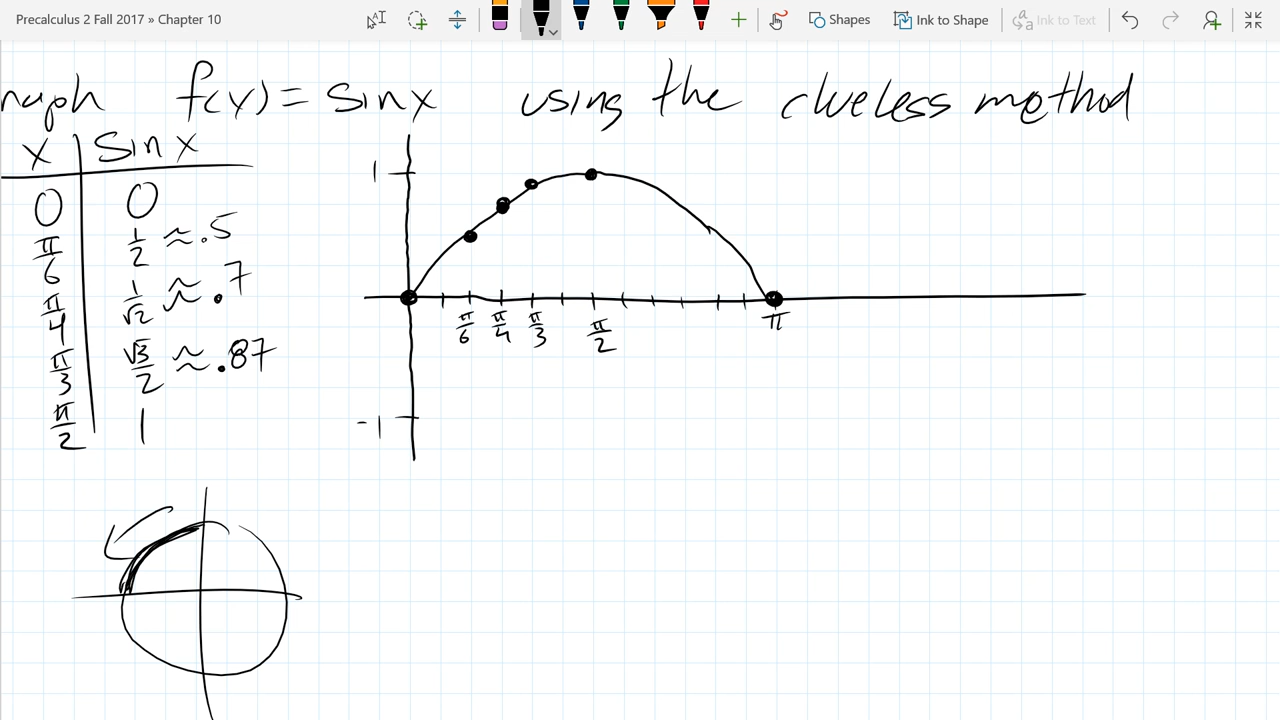 Precalculus 2 Fall 2017 » Chapter 10
Shapes
Ink to Shape
Ink to Text
raph f(x) = sin x using the clueless method
x sin x
0 0
π/6 1/2 ≈ .5
π/4 1/√2 ≈ .7
π/3 √3/2 ≈ .87
π/2 1
1
π/6 π/4 π/3 π/2 π
-1